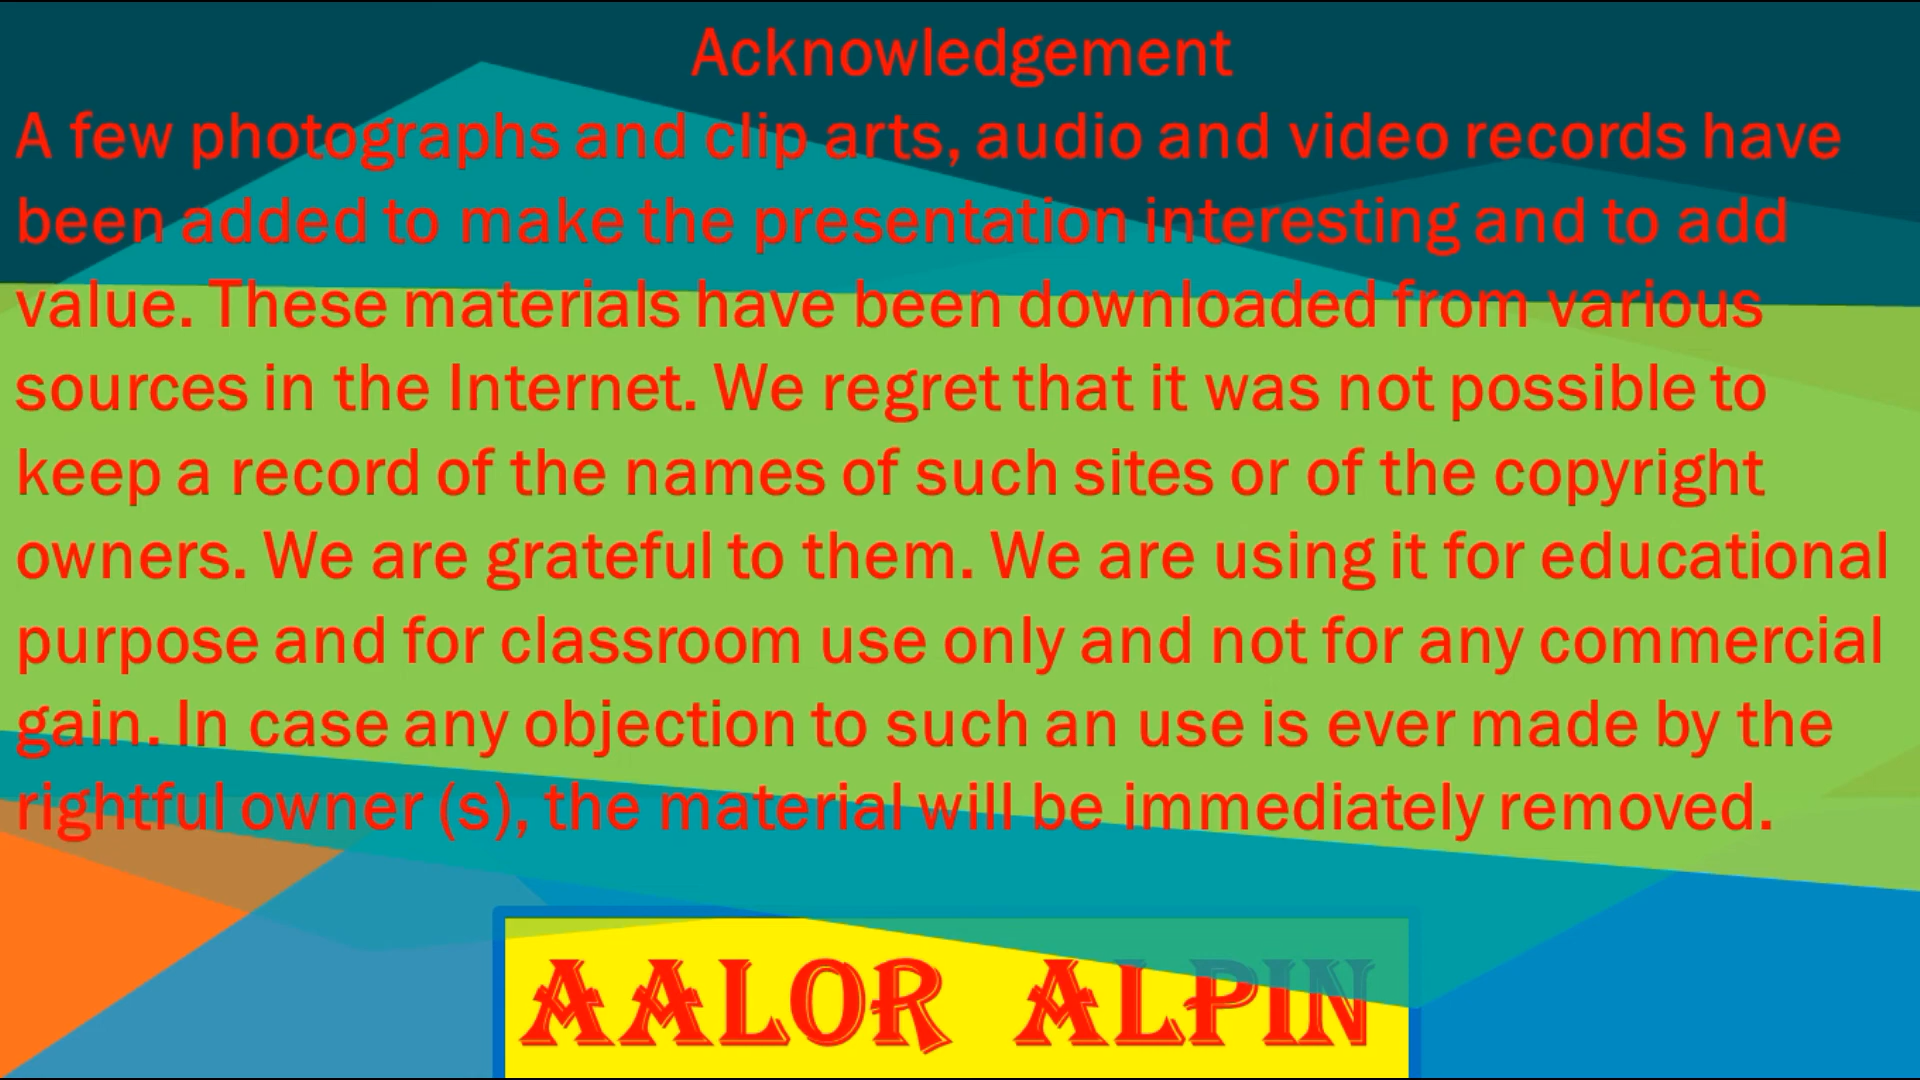 Acknowledgement
A few photographs and clip arts, audio and video records have
been added to make the presentation interesting and to add
value. These materials have been downloaded from various
sources in the Internet. We regret that it was not possible to
keep a record of the names of such sites or of the copyright
owners. We are grateful to them. We are using it for educational
purpose and for classroom use only and not for any commercial
gain. In case any objection to such an use is ever made by the
rightful owner (s), the material will be immediately removed.
AALOR ALPIN